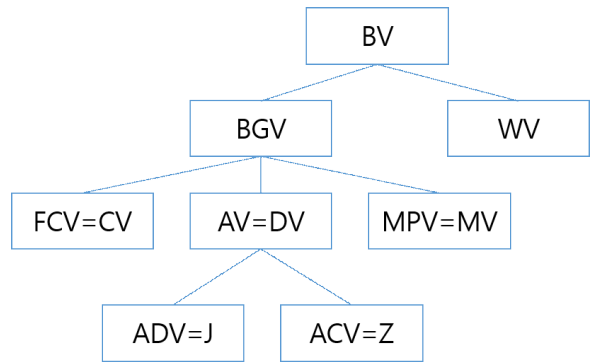 BV
BGV
WV
FCV=CV
AV=DV
MPV=MV
ADV=J
ACV=Z